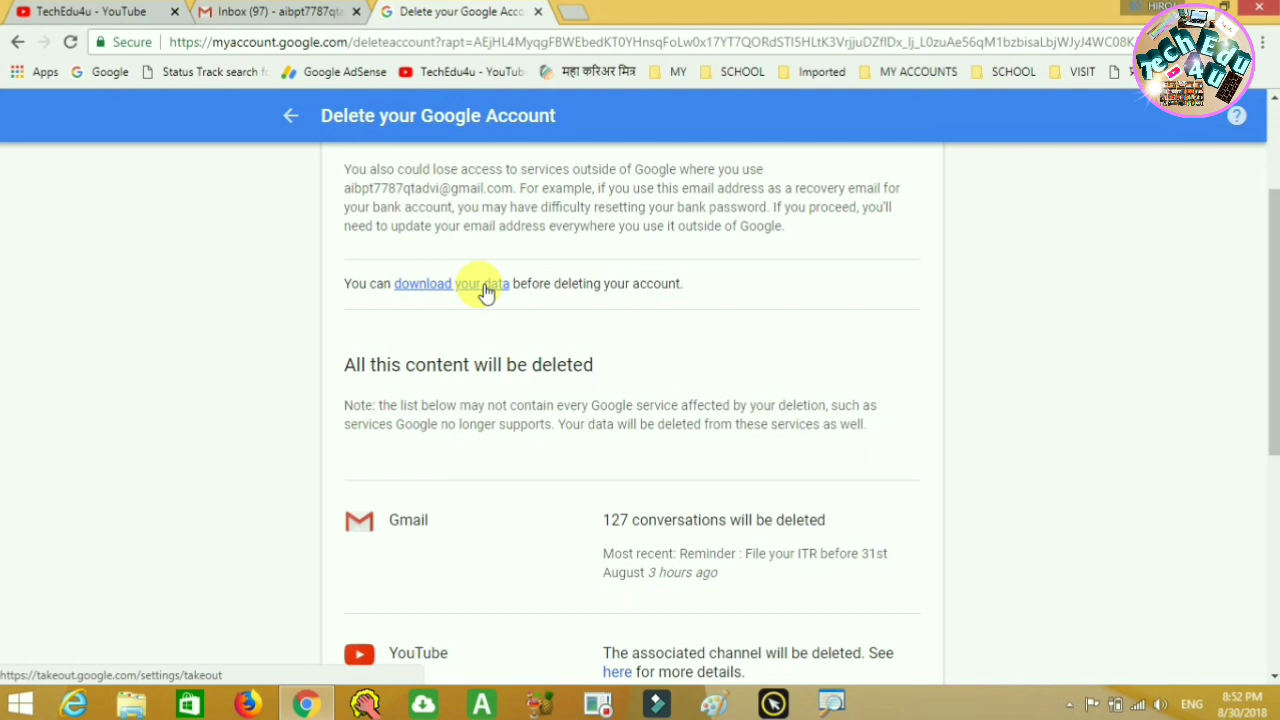 TechEdu4u - YouTube
Inbox (97) - aibpt7787qta
Delete your Google Acco
HIRO
Secure
https://myaccount.google.com/deleteaccount?rapt=
Apps
Google
Status Track search f
Google AdSense
TechEdu4u - YouTub
महा करिअर मित्र
MY
SCHOOL
Imported
MY ACCOUNTS
SCHOOL
VISIT
Tech Edu
4U
Delete your Google Account
You also could lose access to services outside of Google where you use
aibpt7787qtadvi@gmail.com. For example, if you use this email address as a recovery email for
your bank account, you may have difficulty resetting your bank password. If you proceed, you'll
need to update your email address everywhere you use it outside of Google.
You can download your data before deleting your account.
All this content will be deleted
Note: the list below may not contain every Google service affected by your deletion, such as
services Google no longer supports. Your data will be deleted from these services as well.
Gmail
127 conversations will be deleted
Most recent: Reminder : File your ITR before 31st
August 3 hours ago
YouTube
The associated channel will be deleted. See
here for more details.
https://takeout.google.com/settings/takeout
ENG
8:52 PM
8/30/2018